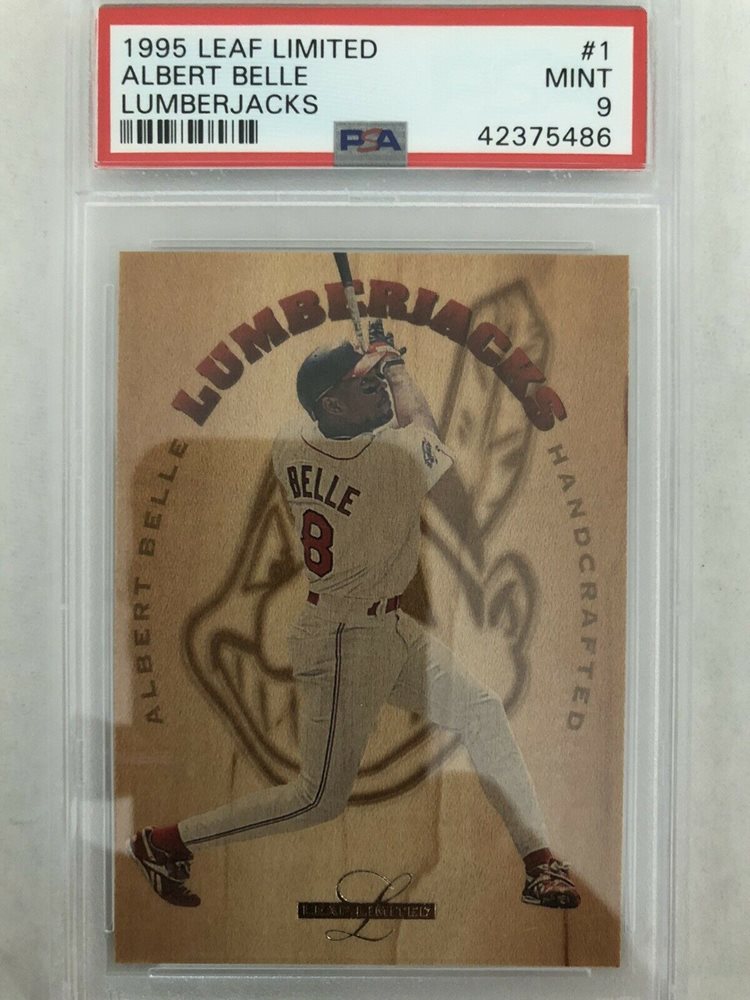 1995 LEAF LIMITED #1
ALBERT BELLE MINT
LUMBERJACKS 9
PSA 42375486
LUMBERJACKS
ALBERT BELLE
HANDCRAFTED
BELLE
8
L
LEAF LIMITED